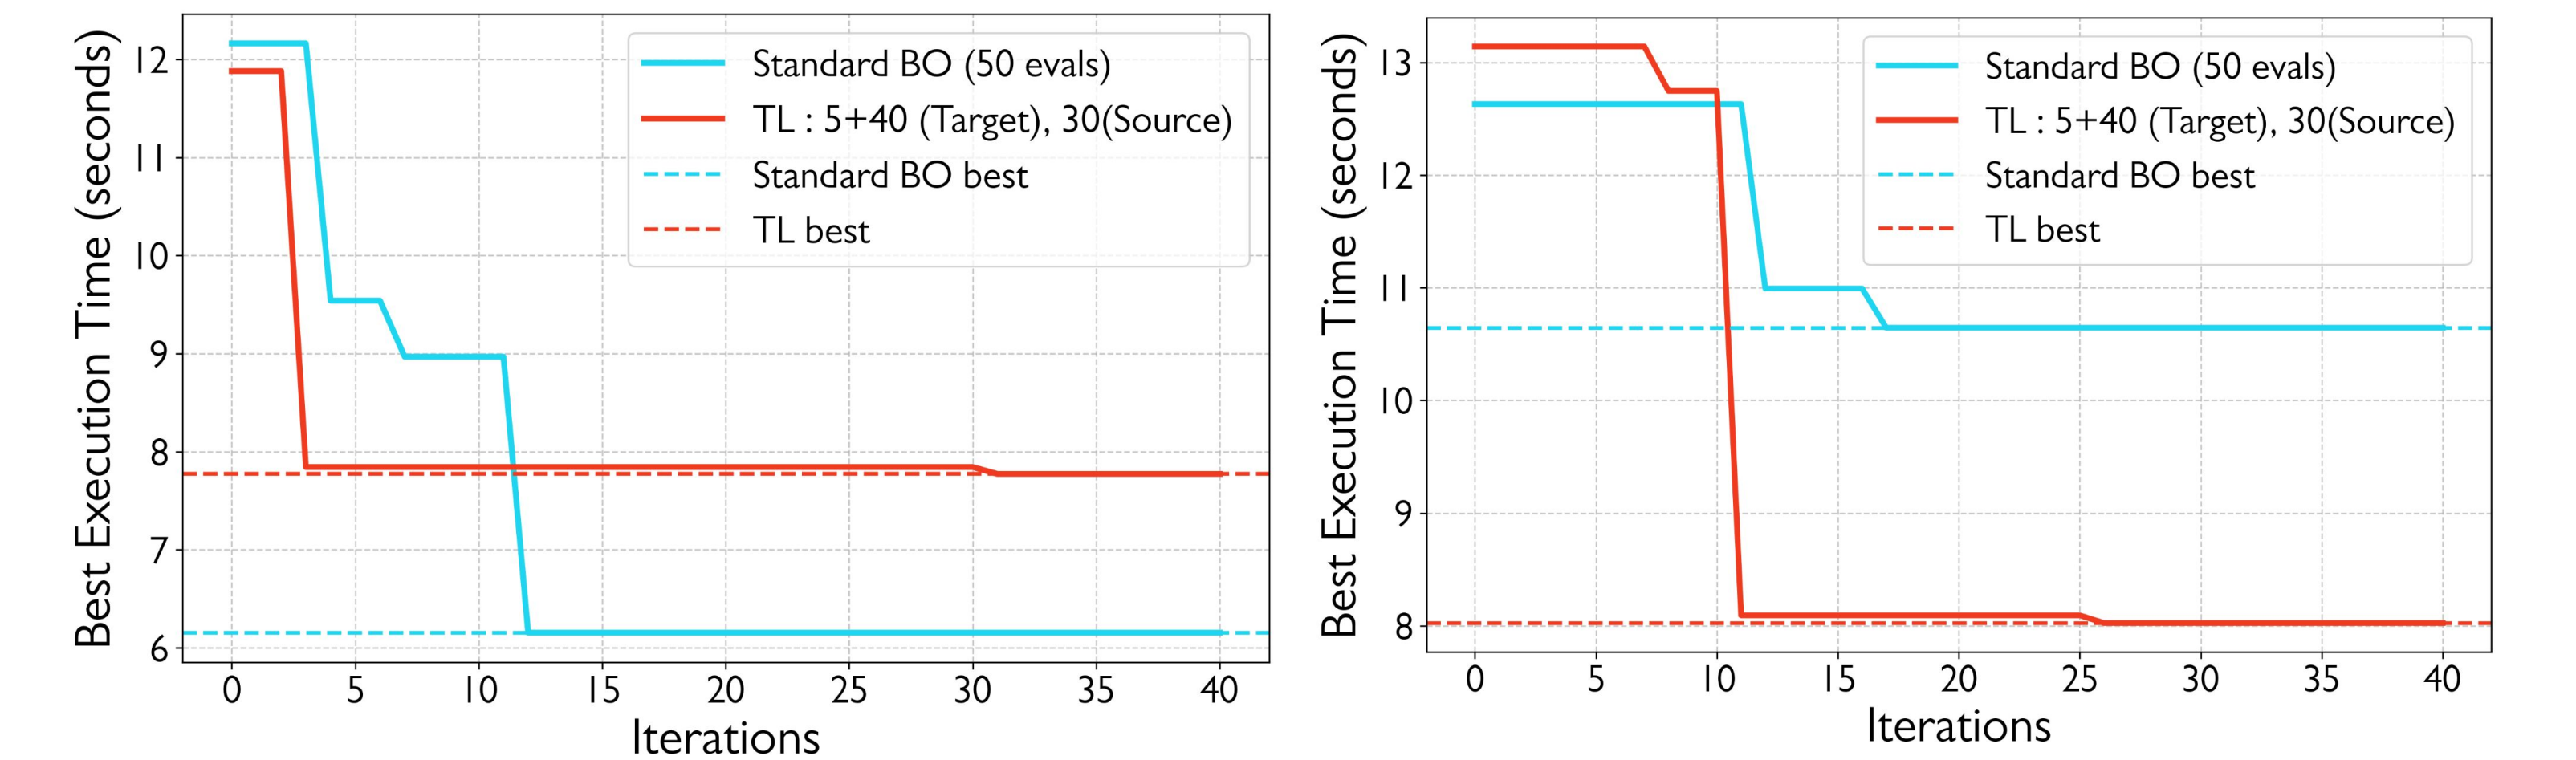 Best Execution Time (seconds)
12
11
10
9
8
7
6
Standard BO (50 evals)
TL : 5+40 (Target), 30(Source)
Standard BO best
TL best
0 5 10 15 20 25 30 35 40
Iterations
Best Execution Time (seconds)
13
12
11
10
9
8
Standard BO (50 evals)
TL : 5+40 (Target), 30(Source)
Standard BO best
TL best
0 5 10 15 20 25 30 35 40
Iterations